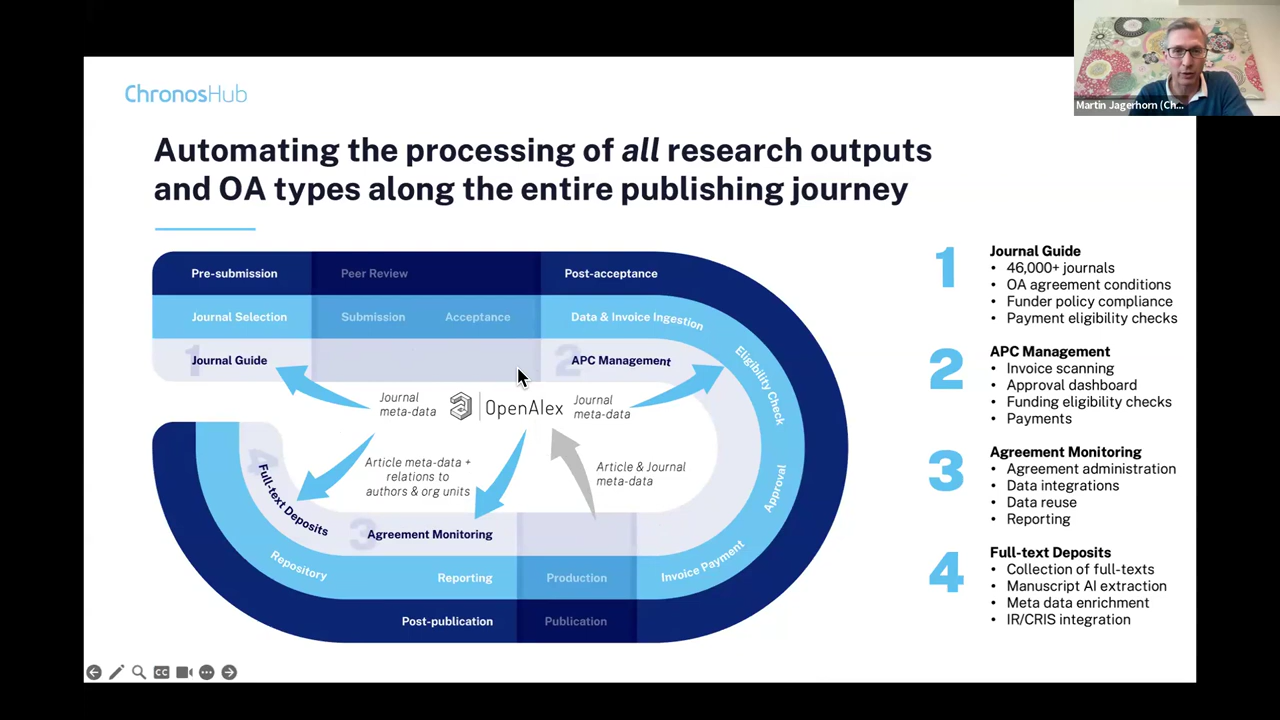 ChronosHub
Martin Jagerhorn (Ch...
Automating the processing of all research outputs
and OA types along the entire publishing journey
Pre-submission
Peer Review
Post-acceptance
Journal Selection
Submission
Acceptance
Data & Invoice Ingestion
1
Journal Guide
2
APC Management
Eligibility Check
Journal
meta-data
OpenAlex
Journal
meta-data
Article meta-data +
relations to
authors & org units
Article & Journal
meta-data
Approval
4
Full-text Deposits
3
Agreement Monitoring
Repository
Reporting
Production
Invoice Payment
Post-publication
Publication
1
Journal Guide
• 46,000+ journals
• OA agreement conditions
• Funder policy compliance
• Payment eligibility checks
2
APC Management
• Invoice scanning
• Approval dashboard
• Funding eligibility checks
• Payments
3
Agreement Monitoring
• Agreement administration
• Data integrations
• Data reuse
• Reporting
4
Full-text Deposits
• Collection of full-texts
• Manuscript AI extraction
• Meta data enrichment
• IR/CRIS integration
CC